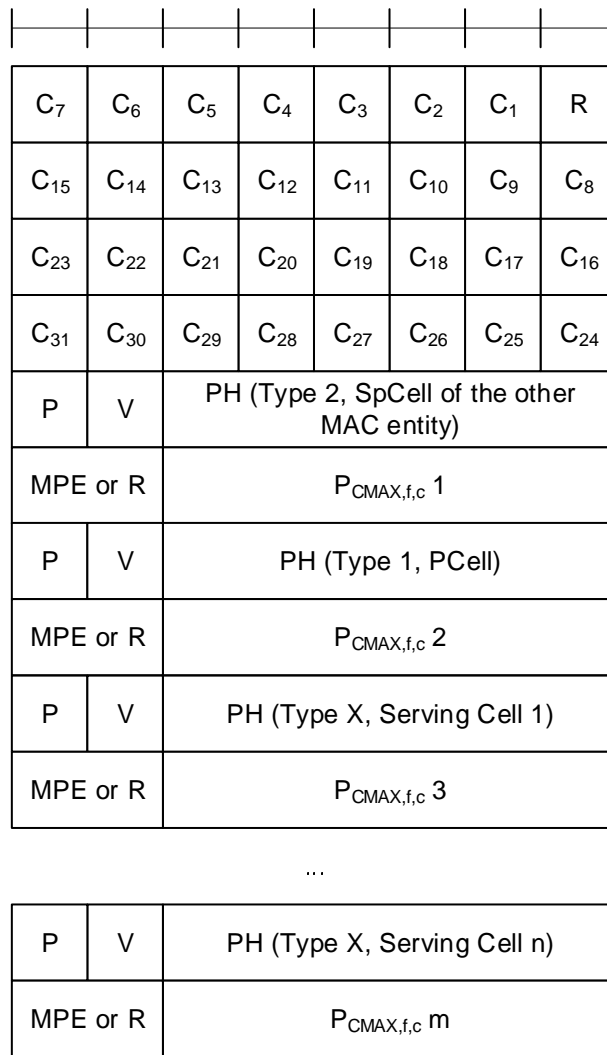 C7 C6 C5 C4 C3 C2 C1 R
C15 C14 C13 C12 C11 C10 C9 C8
C23 C22 C21 C20 C19 C18 C17 C16
C31 C30 C29 C28 C27 C26 C25 C24
P V PH (Type 2, SpCell of the other
MAC entity)
MPE or R PCMAX,f,c 1
P V PH (Type 1, PCell)
MPE or R PCMAX,f,c 2
P V PH (Type X, Serving Cell 1)
MPE or R PCMAX,f,c 3
...
P V PH (Type X, Serving Cell n)
MPE or R PCMAX,f,c m